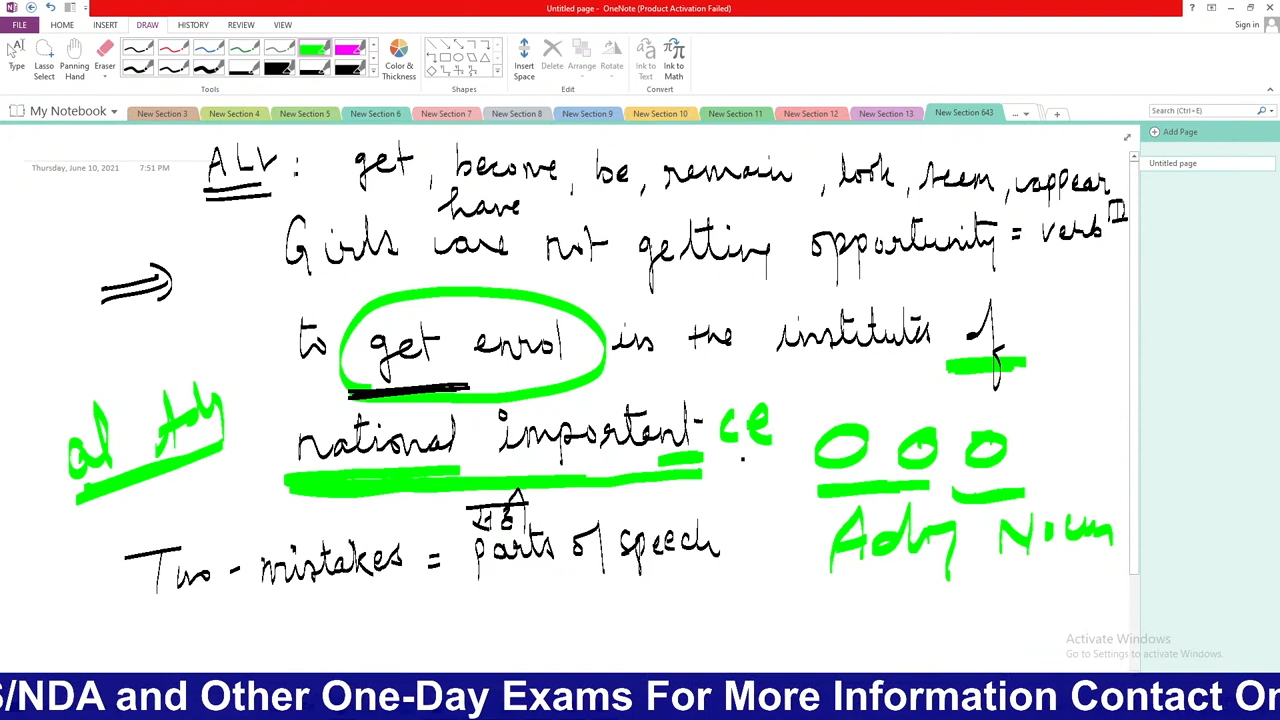 Untitled page - OneNote (Product Activation Failed)
FILE HOME INSERT DRAW HISTORY REVIEW VIEW
Sign in
Type Lasso Select Panning Hand Eraser Color & Thickness Insert Space Delete Arrange Rotate Ink to Text Ink to Math
Tools Shapes Edit Convert
My Notebook New Section 3 New Section 4 New Section 5 New Section 6 New Section 7 New Section 8 New Section 9 New Section 10 New Section 11 New Section 12 New Section 13 New Section 643 ... Search (Ctrl+E)
Add Page
Untitled page
Thursday, June 10, 2021 7:51 PM
ALV : get, become, be, remain, look, seem, appear
have
Girls are not getting opportunity = verb III
to get enrol in the institutes of
national important ce
al Adj
सही
Two - mistakes = parts of speech
Adj Noun
Activate Windows
Go to Settings to activate Windows.
S/NDA and Other One-Day Exams For More Information Contact On